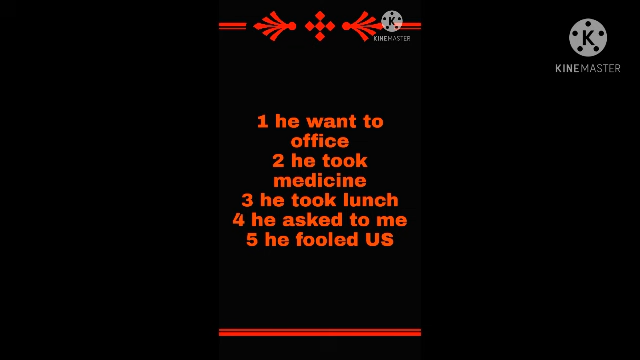 KINEMASTER
KINEMASTER
1 he want to
office
2 he took
medicine
3 he took lunch
4 he asked to me
5 he fooled US